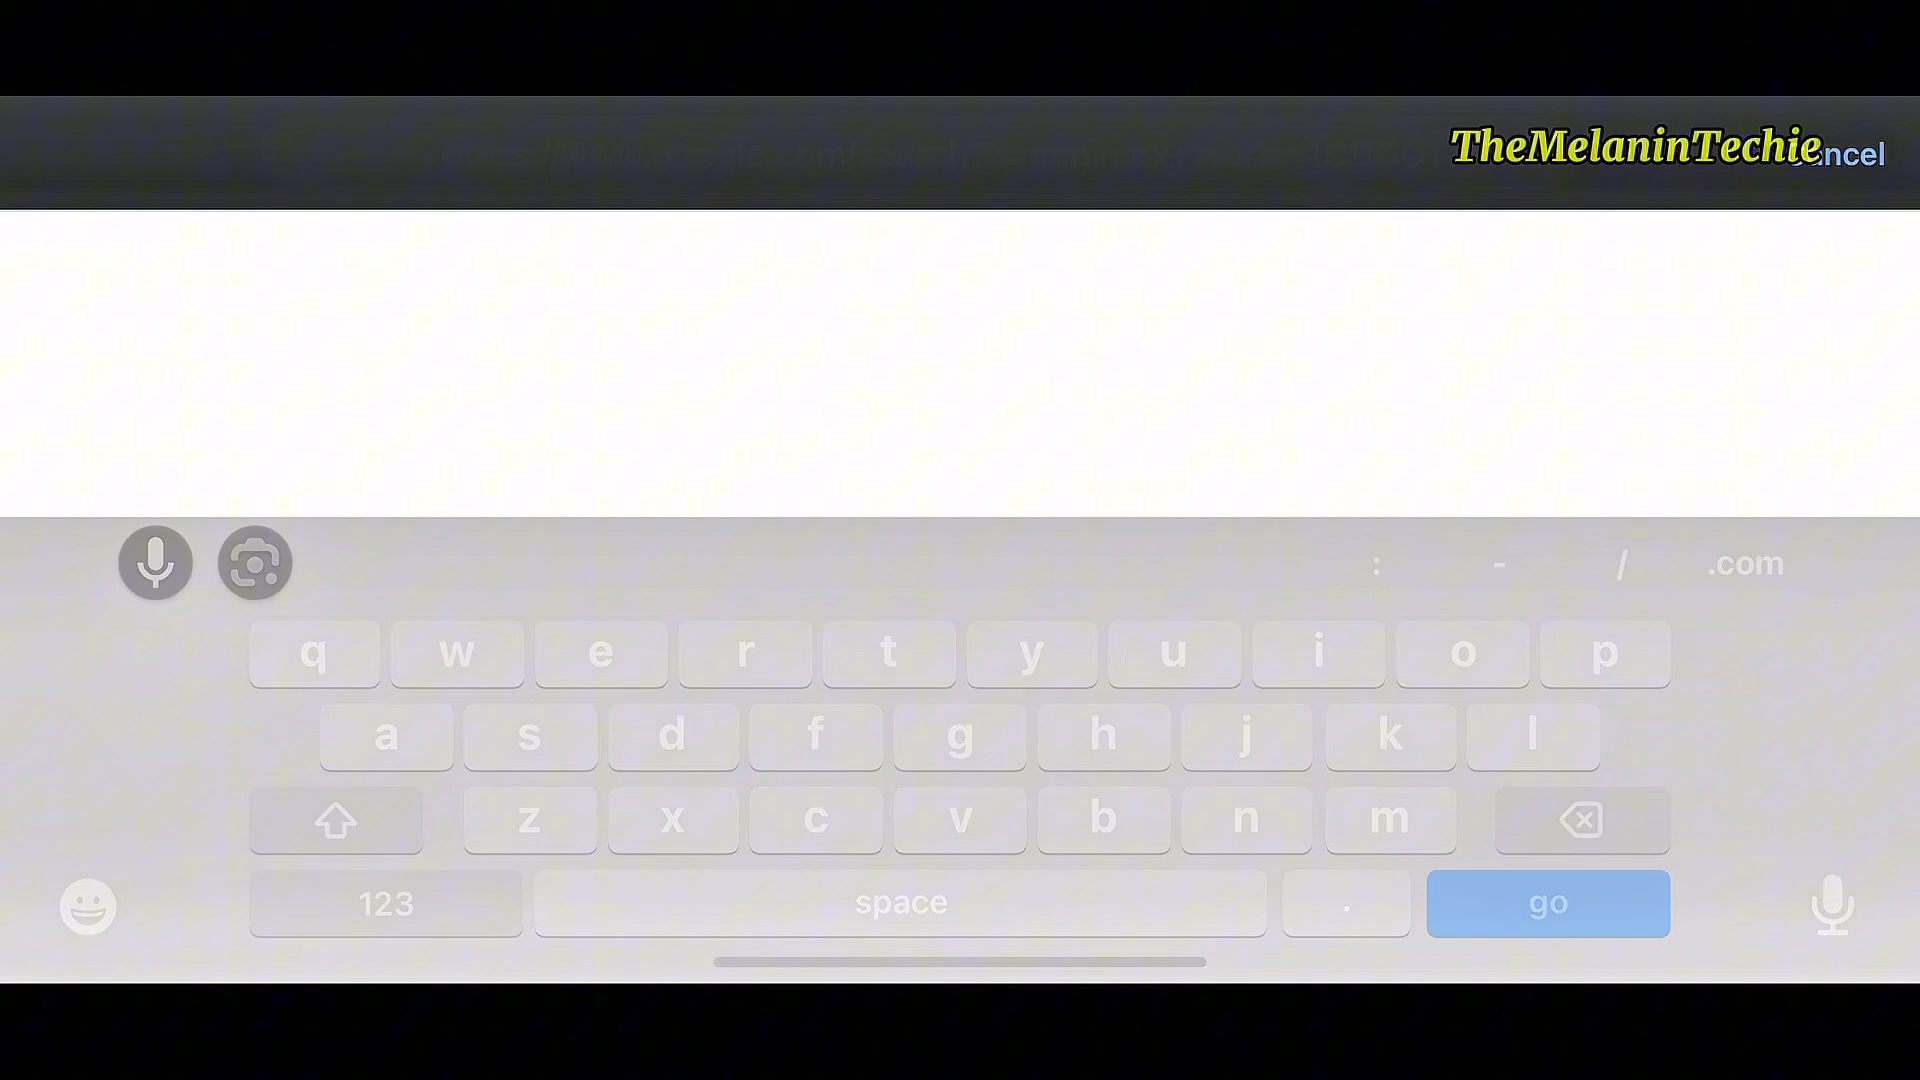 TheMelaninTechie
ncel
: - / .com
q w e r t y u i o p
a s d f g h j k l
z x c v b n m
123 space . go